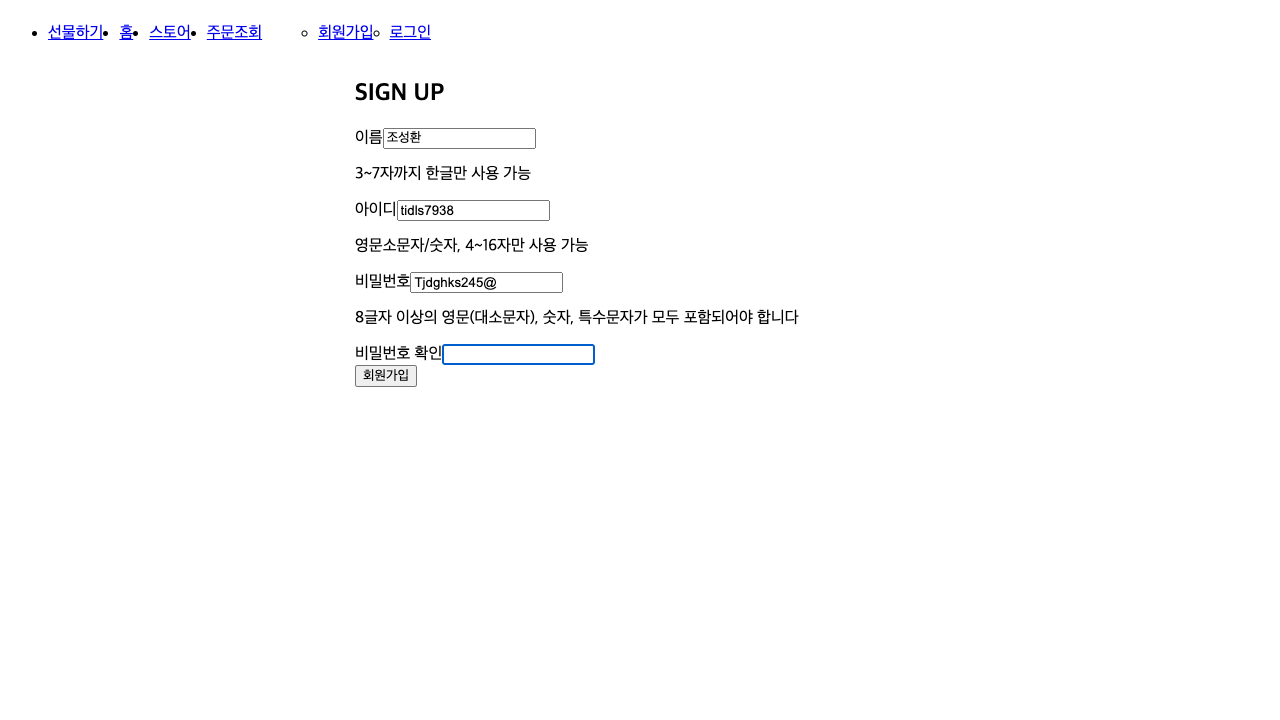 선물하기 홈 스토어 주문조회 회원가입 로그인
SIGN UP
이름 조성환
3~7자까지 한글만 사용 가능
아이디 tidls7938
영문소문자/숫자, 4~16자만 사용 가능
비밀번호 Tjdghks245@
8글자 이상의 영문(대소문자), 숫자, 특수문자가 모두 포함되어야 합니다
비밀번호 확인
회원가입